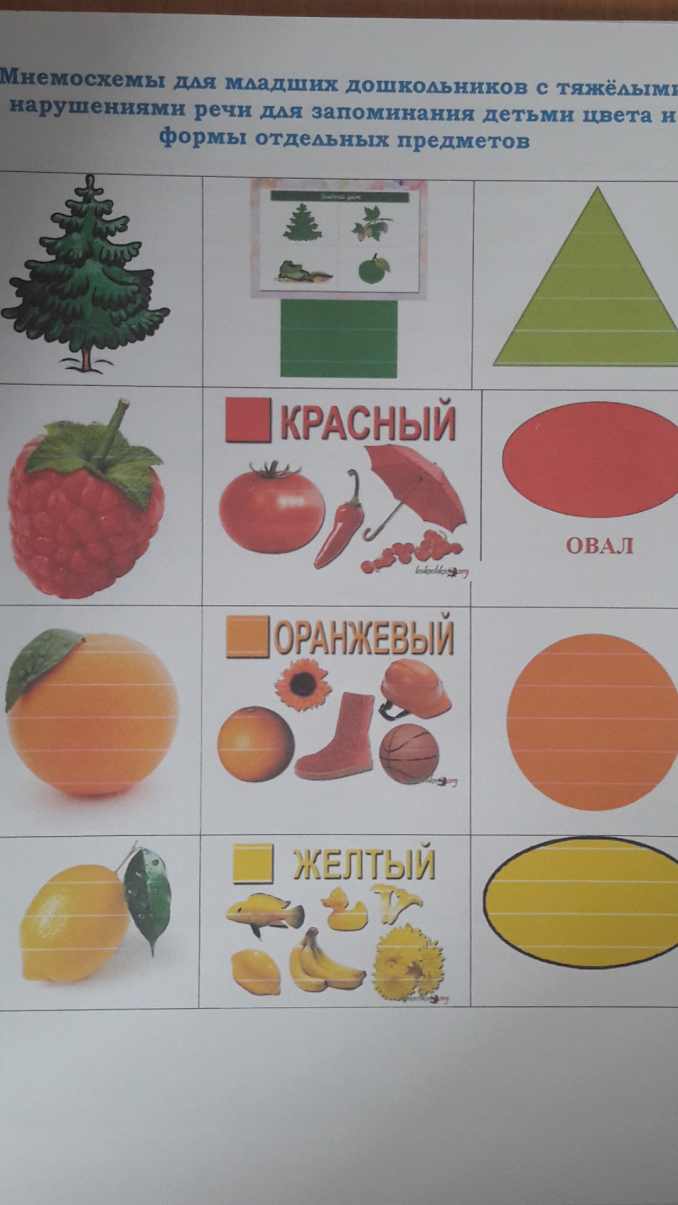 Мнемосхемы для младших дошкольников с тяжёлыми
нарушениями речи для запоминания детьми цвета и
формы отдельных предметов
КРАСНЫЙ
ОВАЛ
ОРАНЖЕВЫЙ
ЖЕЛТЫЙ